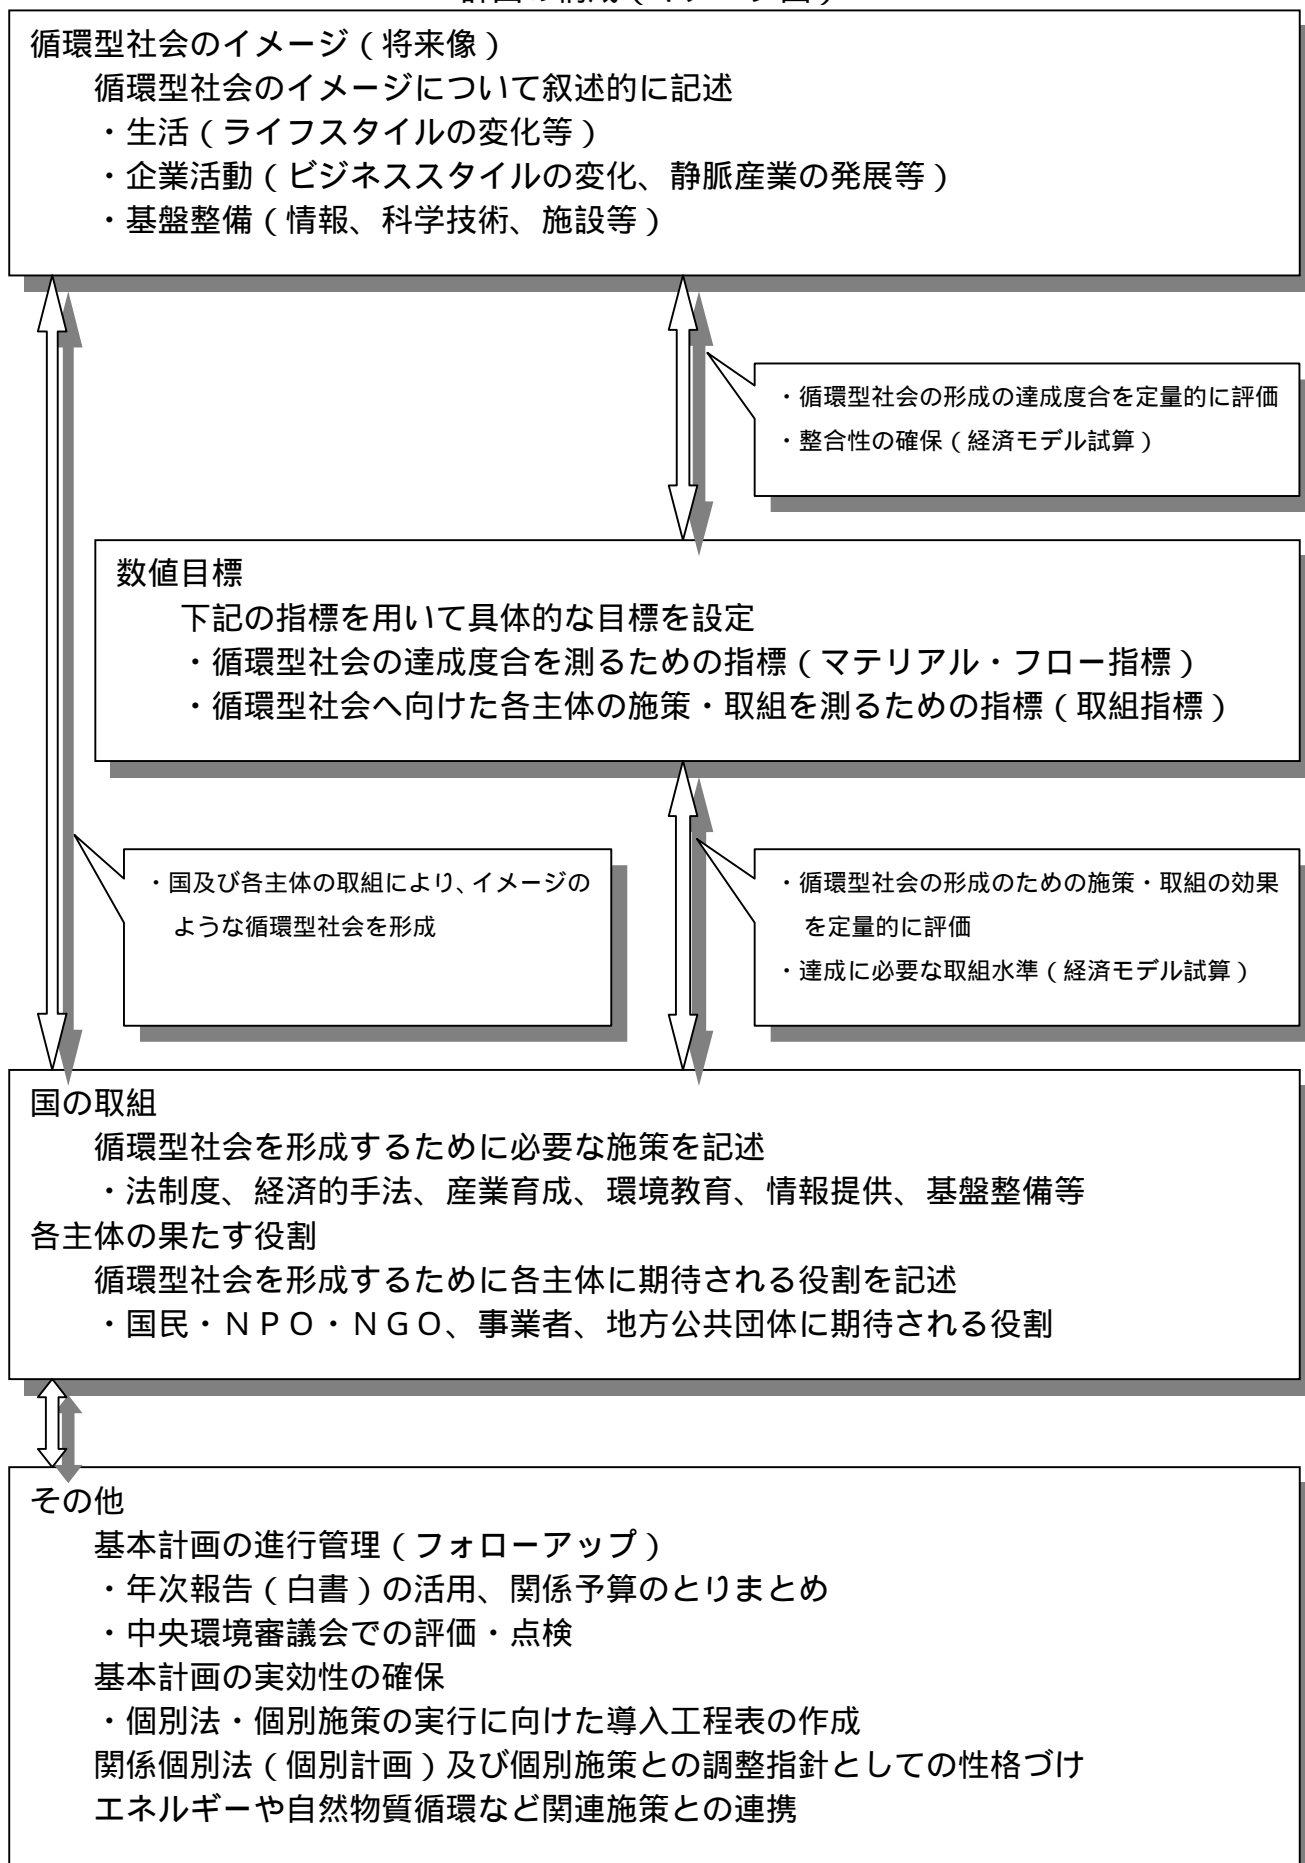 循環型社会のイメージ（将来像）
循環型社会のイメージについて叙述的に記述
・生活（ライフスタイルの変化等）
・企業活動（ビジネススタイルの変化、静脈産業の発展等）
・基盤整備（情報、科学技術、施設等）
・循環型社会の形成の達成度合を定量的に評価
・整合性の確保（経済モデル試算）
数値目標
下記の指標を用いて具体的な目標を設定
・循環型社会の達成度合を測るための指標（マテリアル・フロー指標）
・循環型社会へ向けた各主体の施策・取組を測るための指標（取組指標）
・国及び各主体の取組により、イメージの
ような循環型社会を形成
・循環型社会の形成のための施策・取組の効果
を定量的に評価
・達成に必要な取組水準（経済モデル試算）
国の取組
循環型社会を形成するために必要な施策を記述
・法制度、経済的手法、産業育成、環境教育、情報提供、基盤整備等
各主体の果たす役割
循環型社会を形成するために各主体に期待される役割を記述
・国民・ＮＰＯ・ＮＧＯ、事業者、地方公共団体に期待される役割
その他
基本計画の進行管理（フォローアップ）
・年次報告（白書）の活用、関係予算のとりまとめ
・中央環境審議会での評価・点検
基本計画の実効性の確保
・個別法・個別施策の実行に向けた導入工程表の作成
関係個別法（個別計画）及び個別施策との調整指針としての性格づけ
エネルギーや自然物質循環など関連施策との連携